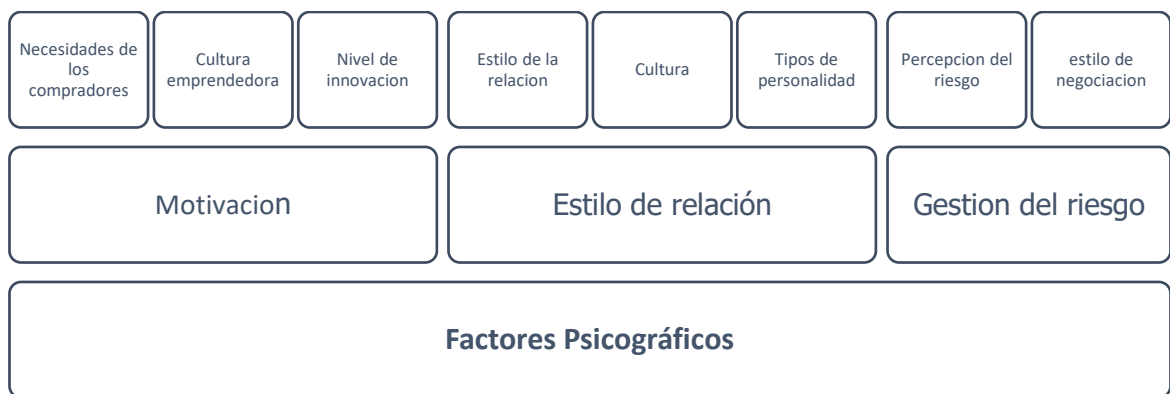 Necesidades de
los
compradores
Cultura
emprendedora
Nivel de
innovacion
Estilo de la
relacion
Cultura
Tipos de
personalidad
Percepcion del
riesgo
estilo de
negociacion
Motivacion
Estilo de relación
Gestion del riesgo
Factores Psicográficos